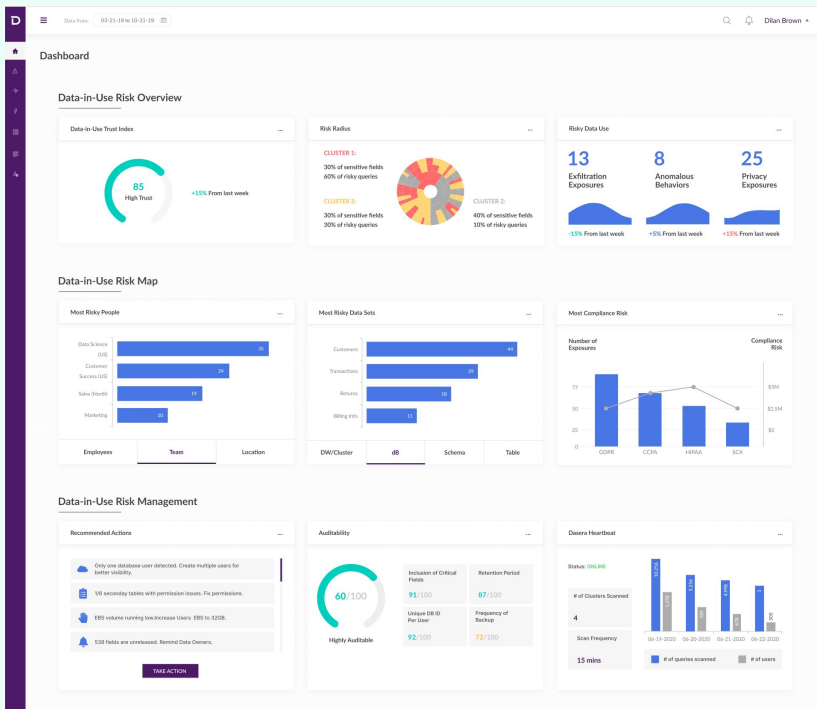 D
Data from:
03-21-19 to 10-21-19
Dilan Brown
Dashboard
Data-in-Use Risk Overview
Data-in-Use Trust Index
...
85
High Trust
+15% From last week
Risk Radius
...
CLUSTER 1:
30% of sensitive fields
60% of risky queries
CLUSTER 3:
30% of sensitive fields
30% of risky queries
CLUSTER 2:
40% of sensitive fields
10% of risky queries
Risky Data Use
...
13
Exfiltration
Exposures
-15% From last week
8
Anomalous
Behaviors
+5% From last week
25
Privacy
Exposures
+15% From last week
Data-in-Use Risk Map
Most Risky People
...
Data Science
(US)
Customer
Success (US)
24
Sales (North)
19
Marketing
10
Employees
Team
Location
Most Risky Data Sets
...
Customers
44
Transactions
29
Returns
18
Billing Info
11
DW/Cluster
dB
Schema
Table
Most Compliance Risk
...
Number of
Exposures
Compliance
Risk
77
50
25
0
$5M
$2,5M
$0
GDPR
CCPA
HIPAA
SCX
Data-in-Use Risk Management
Recommended Actions
...
Only one database user detected. Create multiple users for
better visibility.
1/6 seconday tables with permission issues. Fix permissions.
EBS volume running low.Increase Users EBS to 32GB.
538 fields are unreleased. Remind Data Owners.
TAKE ACTION
Auditability
...
60/100
Highly Auditable
Inclusion of Critical
Fields
91/100
Retention Period
87/100
Unique DB ID
Per User
92/100
Frequency of
Backup
72/100
Dasera Heartbeat
...
Status: ONLINE
# of Clusters Scanned
4
Scan Frequency
15 mins
505
06-19-2020
06-20-2020
06-21-2020
06-22-2020
# of queries scanned
# of users